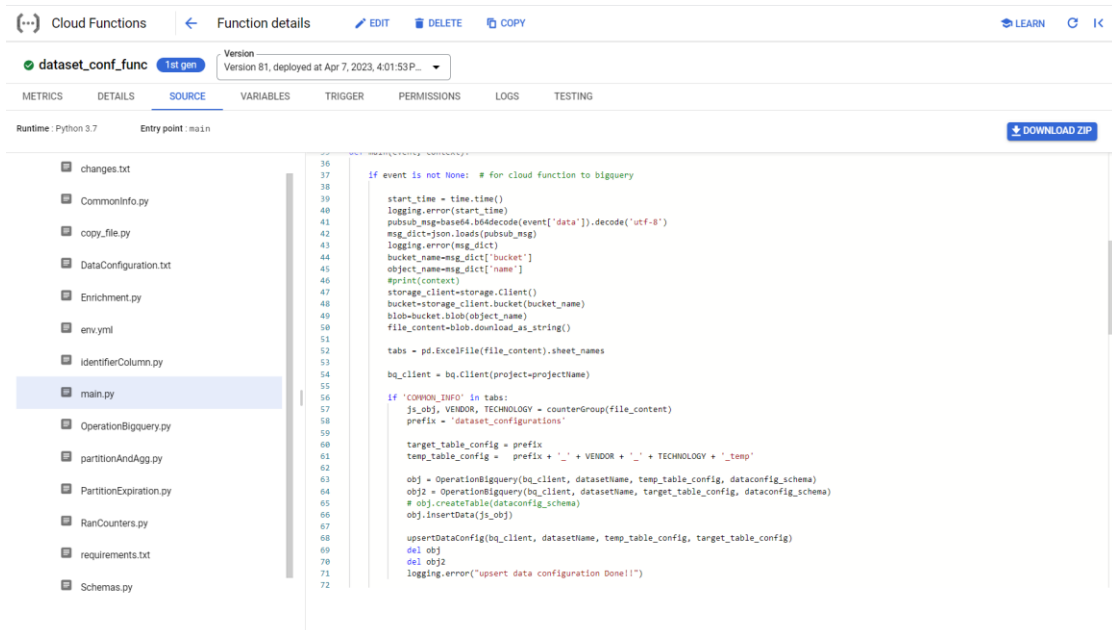 (···) Cloud Functions ← Function details EDIT DELETE COPY LEARN
dataset_conf_func 1st gen Version
Version 81, deployed at Apr 7, 2023, 4:01:53 P...
METRICS DETAILS SOURCE VARIABLES TRIGGER PERMISSIONS LOGS TESTING
Runtime : Python 3.7 Entry point : main DOWNLOAD ZIP
changes.txt
CommonInfo.py
copy_file.py
DataConfiguration.txt
Enrichment.py
env.yml
identifierColumn.py
main.py
OperationBigquery.py
partitionAndAgg.py
PartitionExpiration.py
RanCounters.py
requirements.txt
Schemas.py
35 def main(event, context):
36
37 if event is not None: # for cloud function to bigquery
38
39 start_time = time.time()
40 logging.error(start_time)
41 pubsub_msg=base64.b64decode(event['data']).decode('utf-8')
42 msg_dict=json.loads(pubsub_msg)
43 logging.error(msg_dict)
44 bucket_name=msg_dict['bucket']
45 object_name=msg_dict['name']
46 #print(context)
47 storage_client=storage.Client()
48 bucket=storage_client.bucket(bucket_name)
49 blob=bucket.blob(object_name)
50 file_content=blob.download_as_string()
51
52 tabs = pd.ExcelFile(file_content).sheet_names
53
54 bq_client = bq.Client(project=projectName)
55
56 if 'COMMON_INFO' in tabs:
57 js_obj, VENDOR, TECHNOLOGY = counterGroup(file_content)
58 prefix = 'dataset_configurations'
59
60 target_table_config = prefix
61 temp_table_config = prefix + '_' + VENDOR + '_' + TECHNOLOGY + '_temp'
62
63 obj = OperationBigquery(bq_client, datasetName, temp_table_config, dataconfig_schema)
64 obj2 = OperationBigquery(bq_client, datasetName, target_table_config, dataconfig_schema)
65 # obj.createTable(dataconfig_schema)
66 obj.insertData(js_obj)
67
68 upsertDataConfig(bq_client, datasetName, temp_table_config, target_table_config)
69 del obj
70 del obj2
71 logging.error("upsert data configuration Done!!")
72